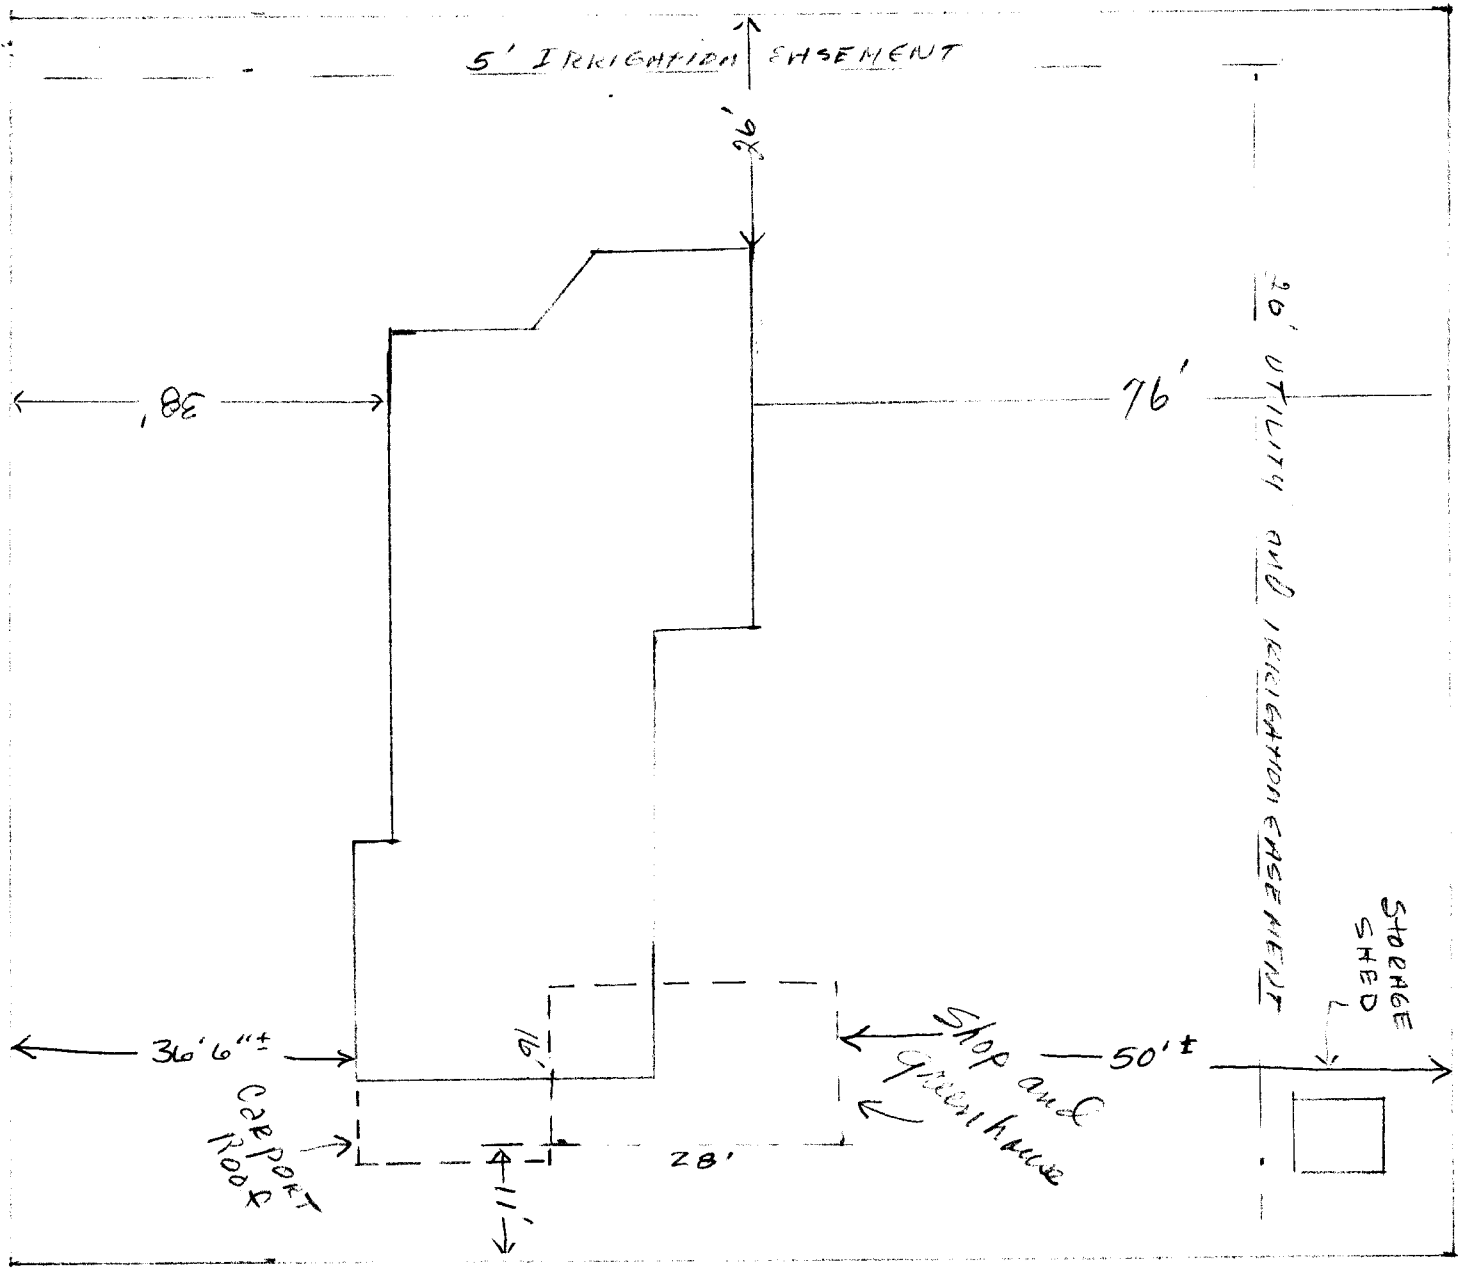 5' IRRIGATION EASEMENT
26'
38'
76'
20' UTILITY AND IRRIGATION EASEMENT
STORAGE
SHED
36'6"±
16'
Shop and
greenhouse
50'±
CARPORT
ROOF
28'
11'